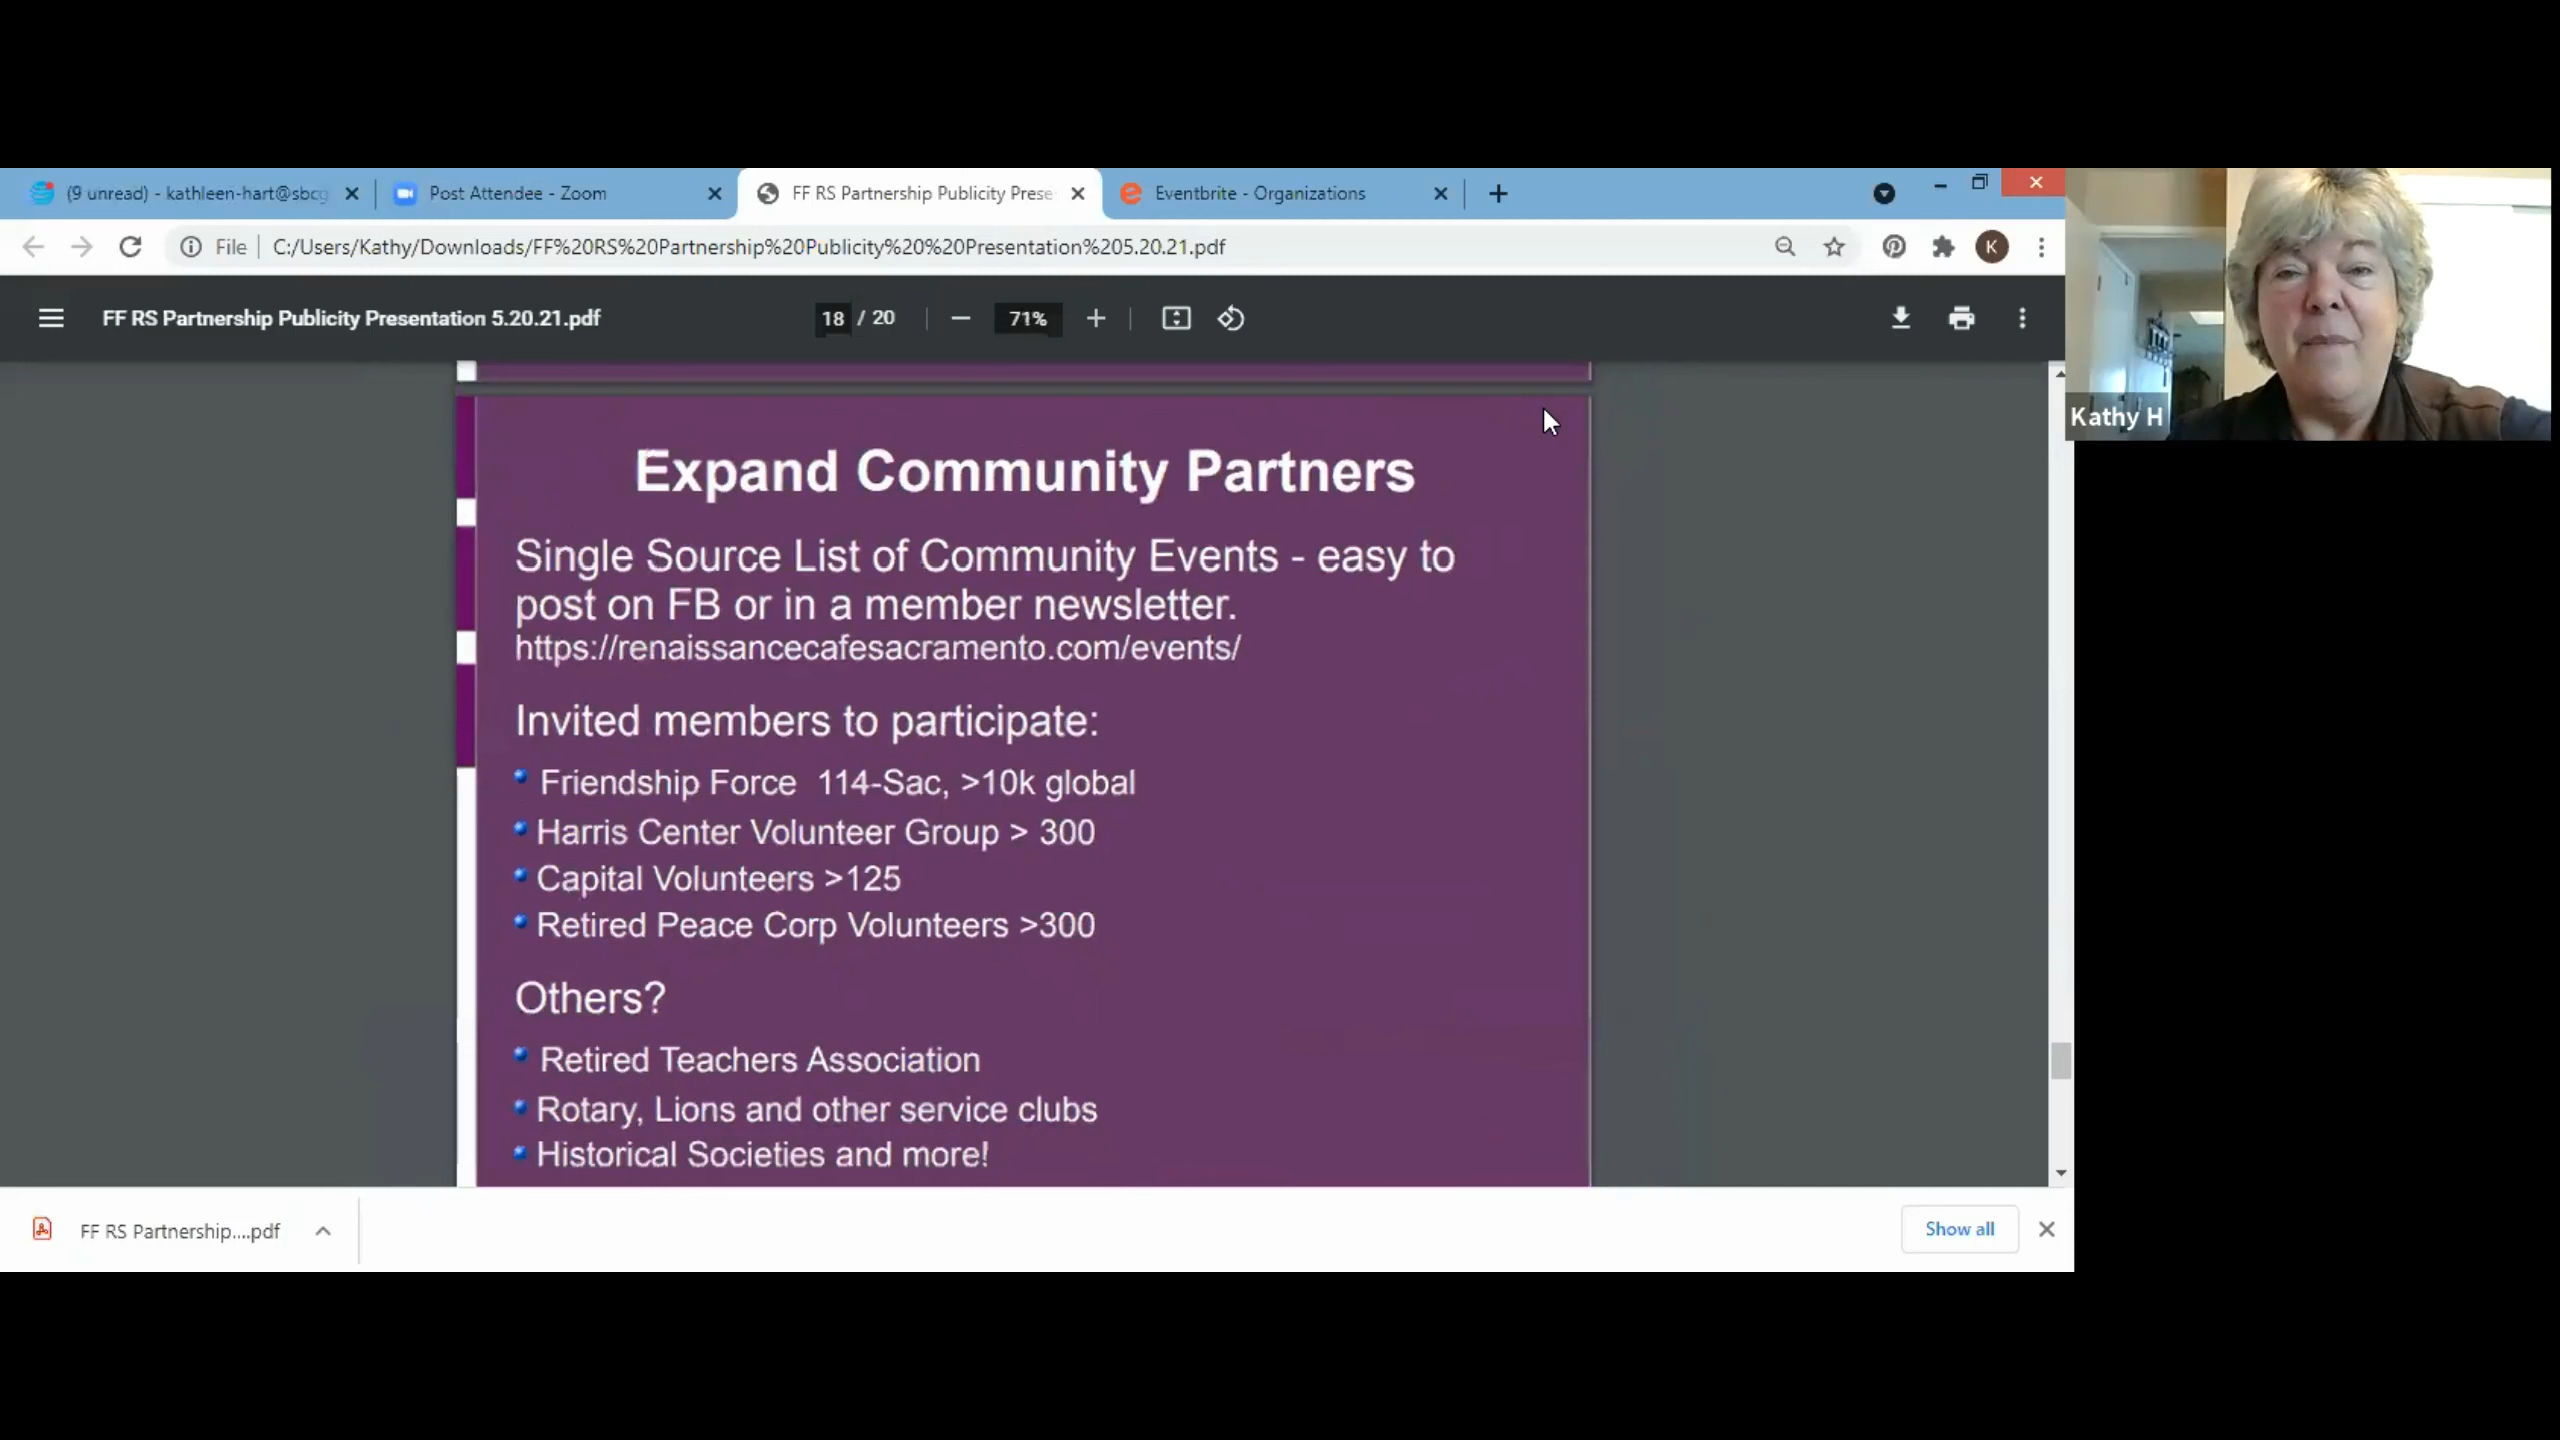 (9 unread) - kathleen-hart@sbcg
Post Attendee - Zoom
FF RS Partnership Publicity Prese
Eventbrite - Organizations
File
C:/Users/Kathy/Downloads/FF%20RS%20Partnership%20Publicity%20%20Presentation%205.20.21.pdf
K
FF RS Partnership Publicity Presentation 5.20.21.pdf
18 / 20
71%
Kathy H
Expand Community Partners
Single Source List of Community Events - easy to
post on FB or in a member newsletter.
https://renaissancecafesacramento.com/events/
Invited members to participate:
Friendship Force 114-Sac, >10k global
Harris Center Volunteer Group > 300
Capital Volunteers >125
Retired Peace Corp Volunteers >300
Others?
Retired Teachers Association
Rotary, Lions and other service clubs
Historical Societies and more!
FF RS Partnership....pdf
Show all